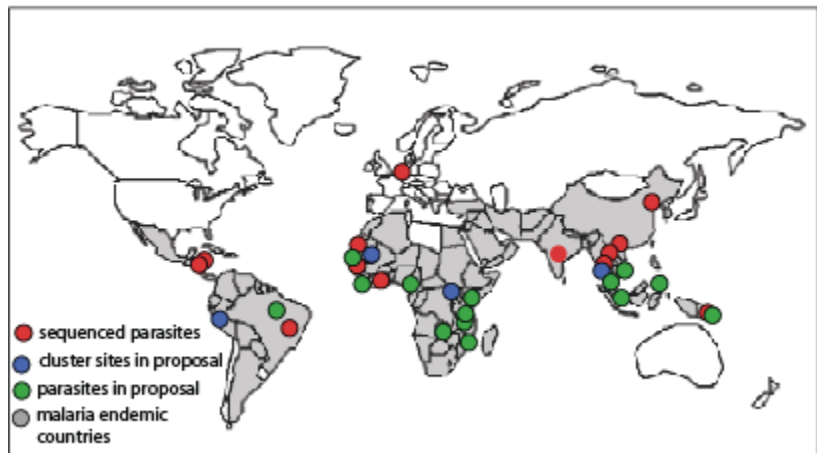 sequenced parasites
cluster sites in proposal
parasites in proposal
malaria endemic
countries